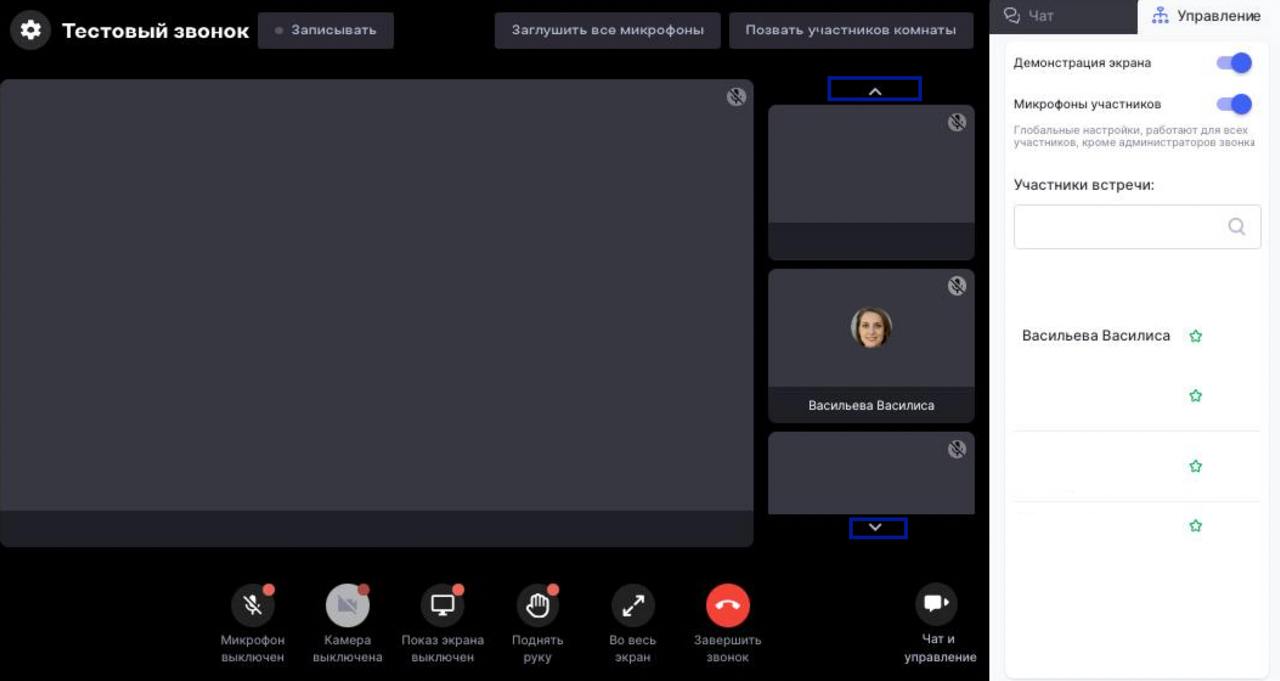 Тестовый звонок
Записывать
Заглушить все микрофоны
Позвать участников комнаты
Чат
Управление
Демонстрация экрана
Микрофоны участников
Глобальные настройки, работают для всех
участников, кроме администраторов звонка
Участники встречи:
Васильева Василиса
Васильева Василиса
Микрофон
выключен
Камера
выключена
Показ экрана
выключен
Поднять
руку
Во весь
экран
Завершить
звонок
Чат и
управление